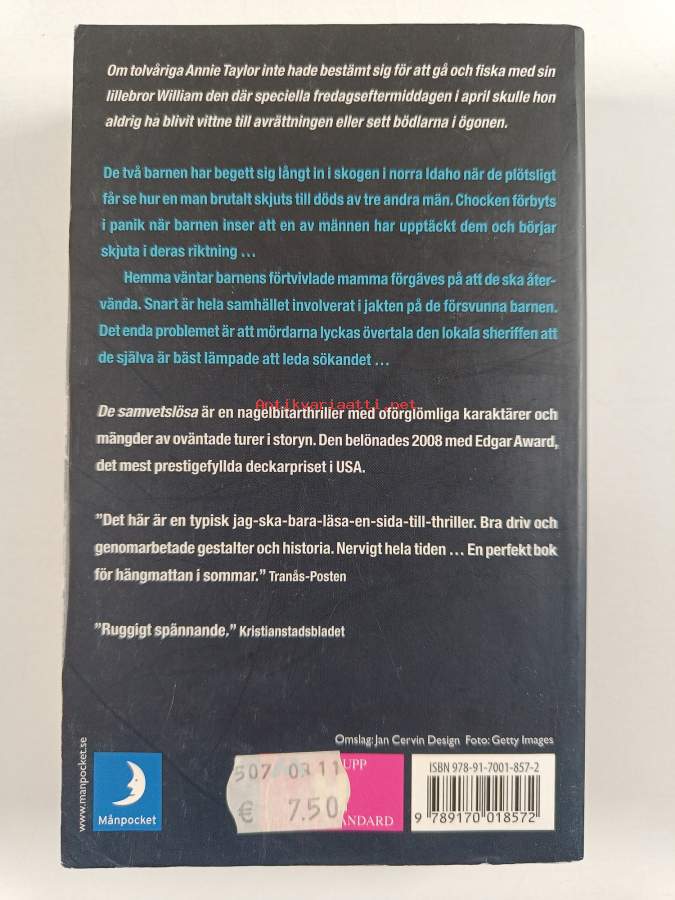 Om tolvåriga Annie Taylor inte hade bestämt sig för att gå och fiska med sin
lillebror William den där speciella fredagseftermiddagen i april skulle hon
aldrig ha blivit vittne till avrättningen eller sett bödlarna i ögonen.
De två barnen har begett sig långt in i skogen i norra Idaho när de plötsligt
får se hur en man brutalt skjuts till döds av tre andra män. Chocken förbyts
i panik när barnen inser att en av männen har upptäckt dem och börjar
skjuta i deras riktning ...
Hemma väntar barnens förtvivlade mamma förgäves på att de ska åter-
vända. Snart är hela samhället involverat i jakten på de försvunna barnen.
Det enda problemet är att mördarna lyckas övertala den lokala sheriffen att
de själva är bäst lämpade att leda sökandet ...
Antikvariaatti.net
De samvetslösa är en nagelbitarthriller med oförglömliga karaktärer och
mängder av oväntade turer i storyn. Den belönades 2008 med Edgar Award,
det mest prestigefyllda deckarpriset i USA.
”Det här är en typisk jag-ska-bara-läsa-en-sida-till-thriller. Bra driv och
genomarbetade gestalter och historia. Nervigt hela tiden ... En perfekt bok
för hängmattan i sommar.” Tranås-Posten
”Ruggigt spännande.” Kristianstadsbladet
Omslag: Jan Cervin Design Foto: Getty Images
www.manpocket.se
Månpocket
507 0311
€ 7.50
UPP
ANDARD
ISBN 978-91-7001-857-2
9 789170 018572